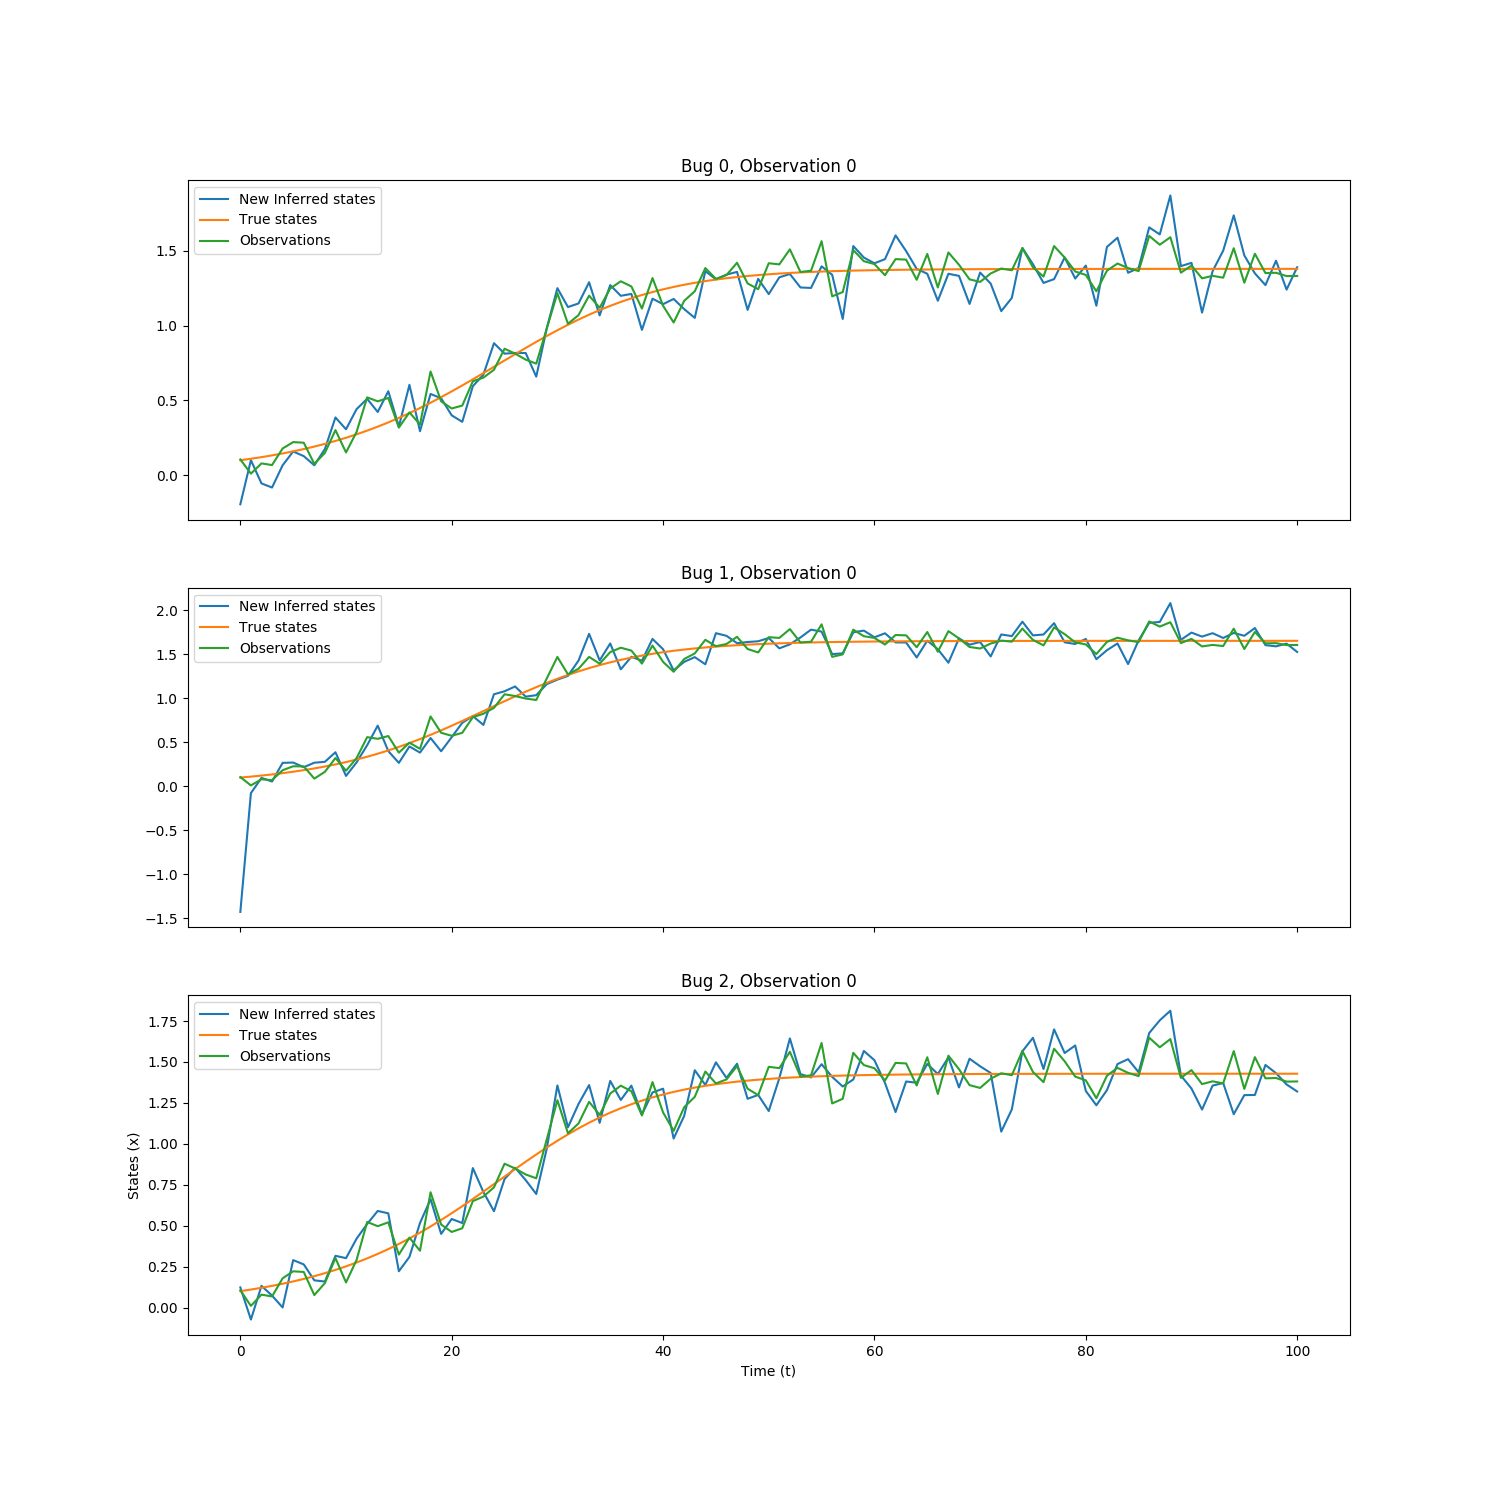 Bug 0, Observation 0
New Inferred states
True states
Observations
1.5
1.0
0.5
0.0
Bug 1, Observation 0
New Inferred states
True states
Observations
2.0
1.5
1.0
0.5
0.0
−0.5
−1.0
−1.5
Bug 2, Observation 0
New Inferred states
True states
Observations
1.75
1.50
1.25
1.00
0.75
0.50
0.25
0.00
States (x)
0 20 40 60 80 100
Time (t)